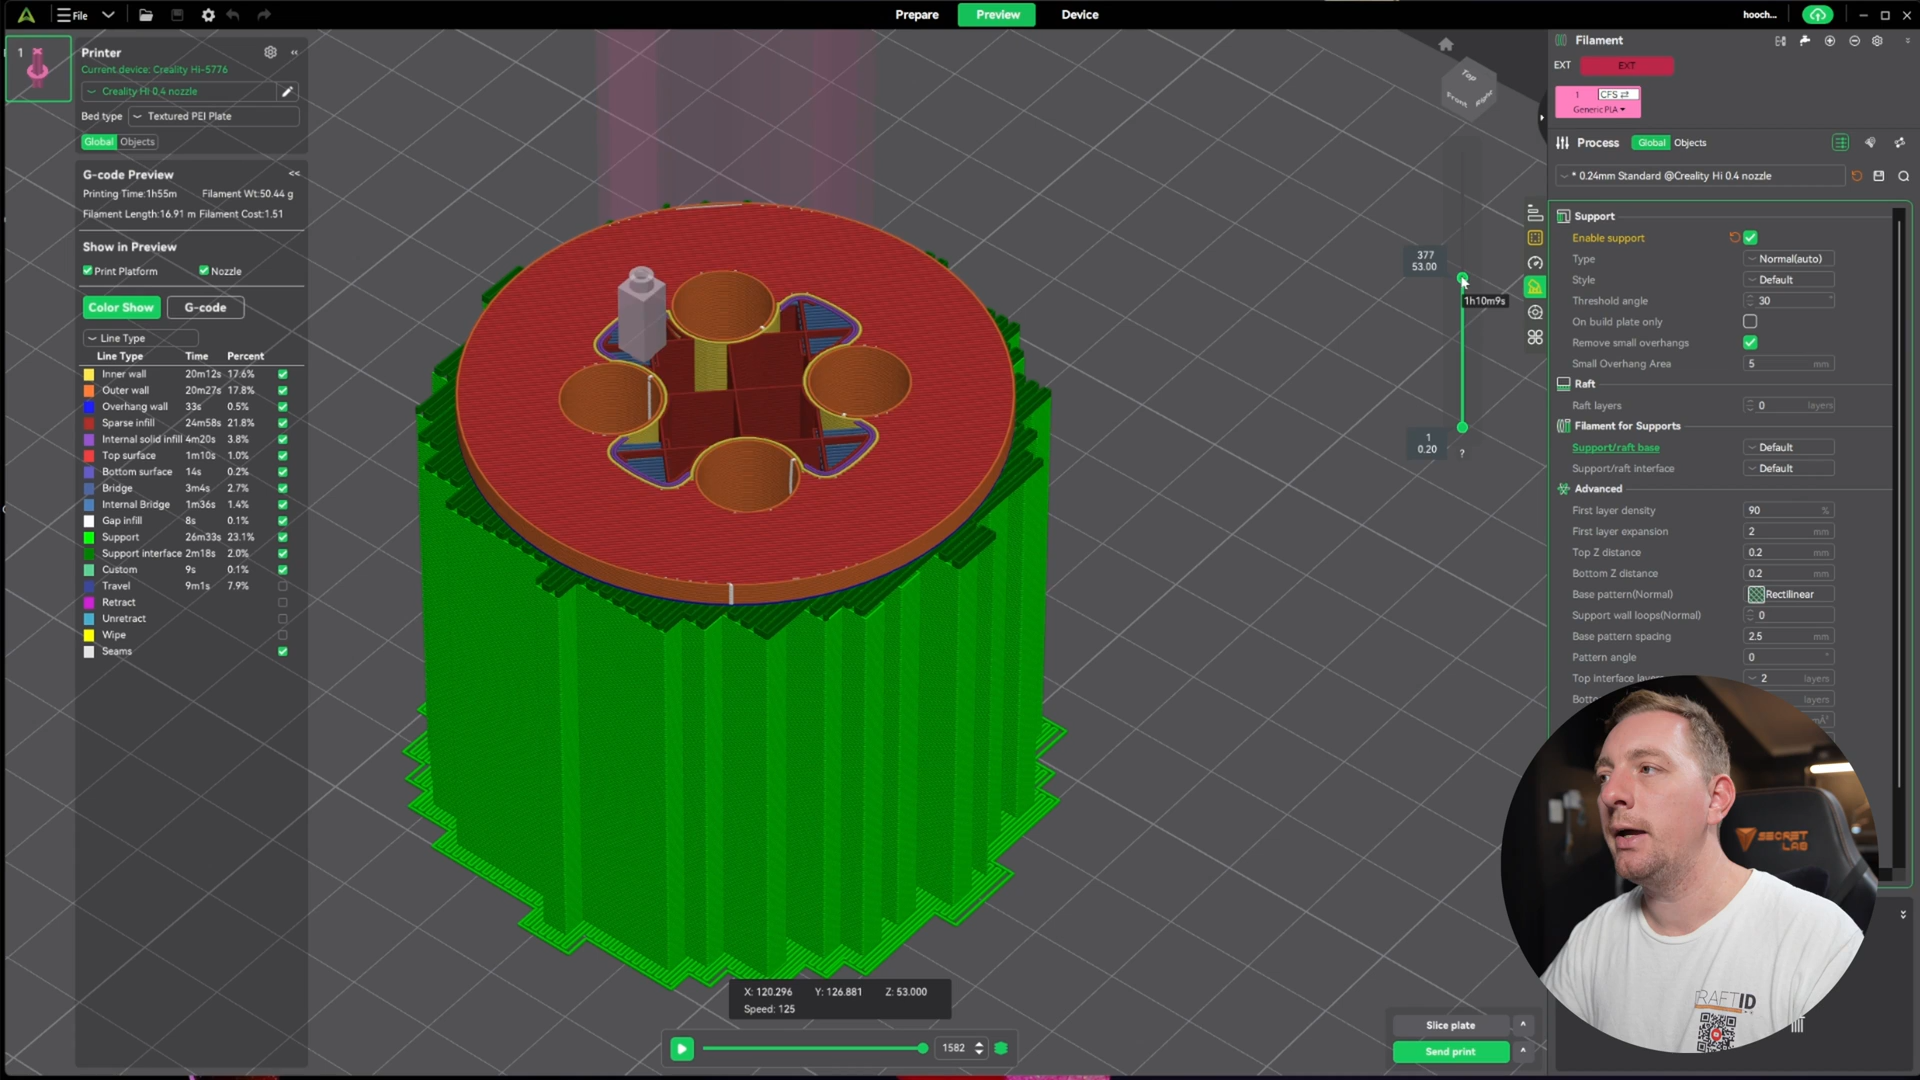 File
Prepare
Preview
Device
hooch...
1
Printer
Current device: Creality Hi-5776
Creality Hi 0.4 nozzle
Bed type
Textured PEI Plate
Global
Objects
G-code Preview
<<
Printing Time:1h55m
Filament Wt:50.44 g
Filament Length:16.91 m
Filament Cost:1.51
Show in Preview
Print Platform
Nozzle
Color Show
G-code
Line Type
Line Type Time Percent
Inner wall 20m12s 17.6%
Outer wall 20m27s 17.8%
Overhang wall 33s 0.5%
Sparse infill 24m58s 21.8%
Internal solid infill 4m20s 3.8%
Top surface 1m10s 1.0%
Bottom surface 14s 0.2%
Bridge 3m4s 2.7%
Internal Bridge 1m36s 1.4%
Gap infill 8s 0.1%
Support 26m33s 23.1%
Support interface 2m18s 2.0%
Custom 9s 0.1%
Travel 9m1s 7.9%
Retract
Unretract
Wipe
Seams
Top
Front
Right
377
53.00
1h10m9s
1
0.20
?
X: 120.296 Y: 126.881 Z: 53.000
Speed: 125
1582
Slice plate
Send print
Filament
EXT
EXT
1
CFS
Generic PLA
Process
Global
Objects
* 0.24mm Standard @Creality Hi 0.4 nozzle
Support
Enable support
Type Normal(auto)
Style Default
Threshold angle 30 °
On build plate only
Remove small overhangs
Small Overhang Area 5 mm
Raft
Raft layers 0 layers
Filament for Supports
Support/raft base Default
Support/raft interface Default
Advanced
First layer density 90 %
First layer expansion 2 mm
Top Z distance 0.2 mm
Bottom Z distance 0.2 mm
Base pattern(Normal) Rectilinear
Support wall loops(Normal) 0
Base pattern spacing 2.5 mm
Pattern angle 0 °
Top interface 2 layers
layers
SECRET
LAB
RAFTID